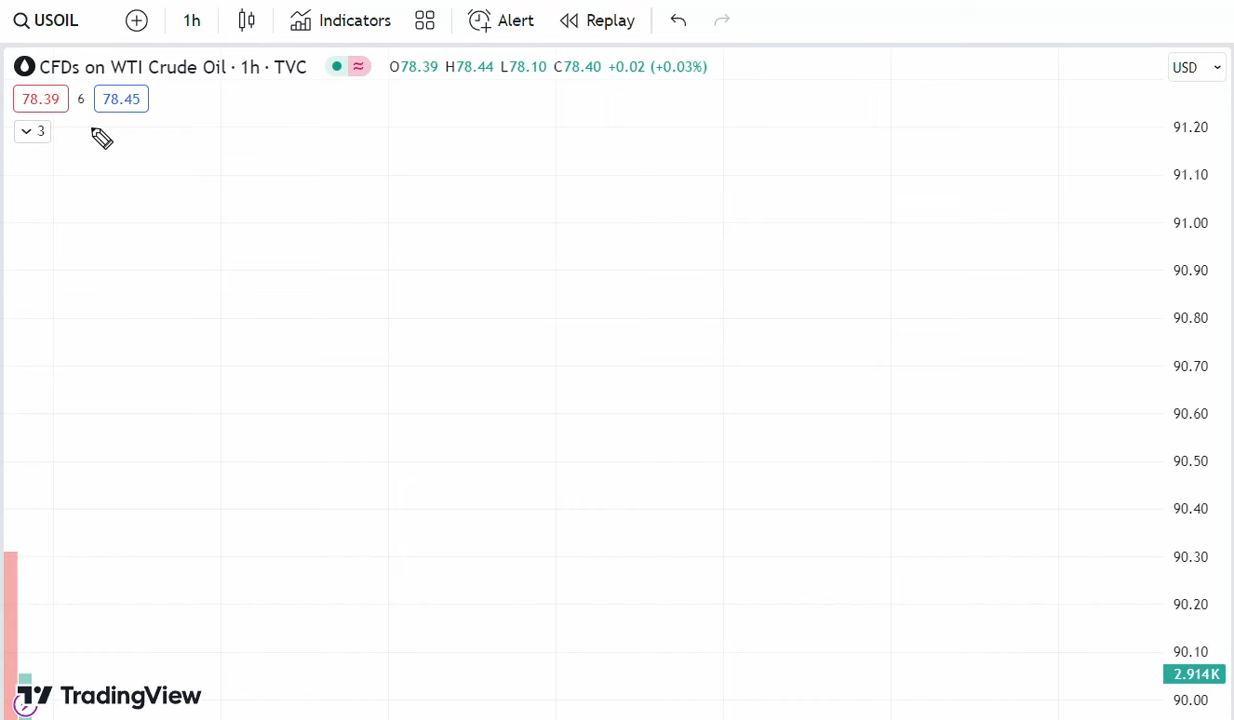 USOIL 1h Indicators Alert Replay
CFDs on WTI Crude Oil · 1h · TVC O78.39 H78.44 L78.10 C78.40 +0.02 (+0.03%) USD
78.39 6 78.45
3
91.20
91.10
91.00
90.90
90.80
90.70
90.60
90.50
90.40
90.30
90.20
90.10
2.914K
TradingView
90.00